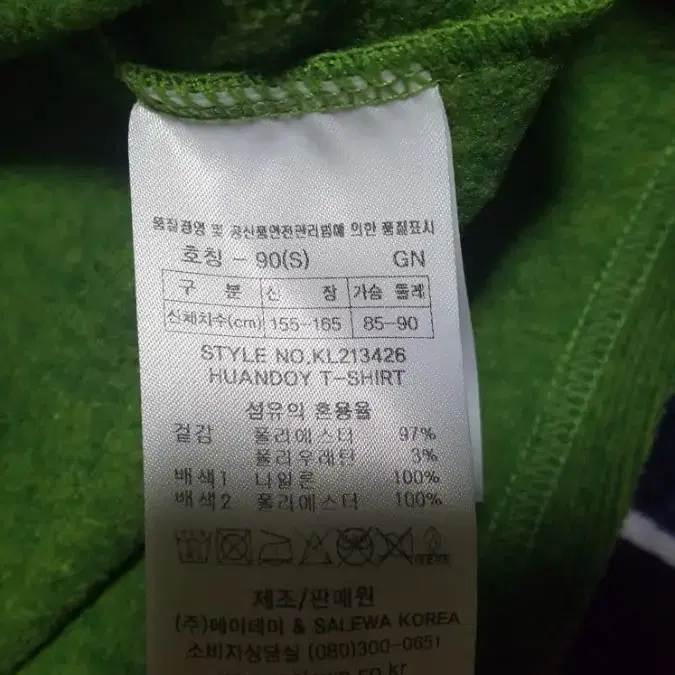 품질경영 및 공산품안전관리법에 의한 품질표시
호칭 - 90(S) GN
구 분 신 장 가슴 둘레
신체치수(cm) 155-165 85-90
STYLE NO.KL213426
HUANDOY T-SHIRT
섬유의 혼용율
겉감 폴리에스터 97%
폴리우레탄 3%
배색1 나일론 100%
배색2 폴리에스터 100%
제조/판매원
(주)에이데미 & SALEWA KOREA
소비자상담실 (080)300-0651